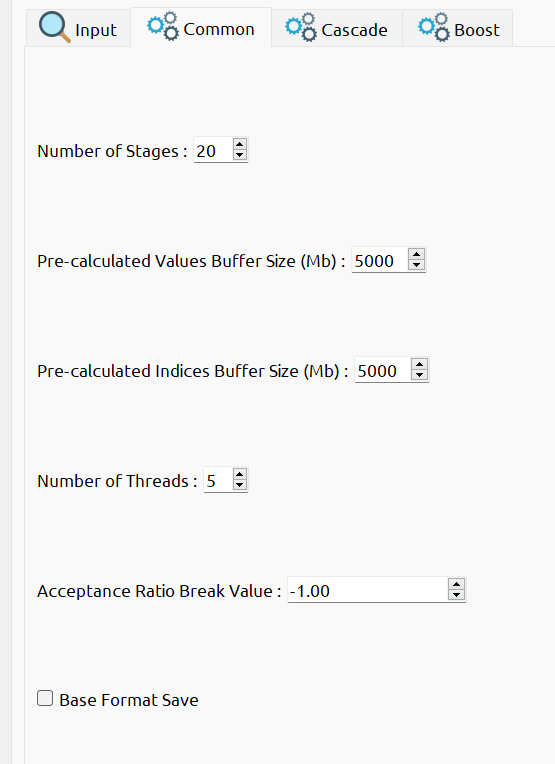 Input Common Cascade Boost
Number of Stages : 20
Pre-calculated Values Buffer Size (Mb) : 5000
Pre-calculated Indices Buffer Size (Mb) : 5000
Number of Threads : 5
Acceptance Ratio Break Value : -1.00
Base Format Save